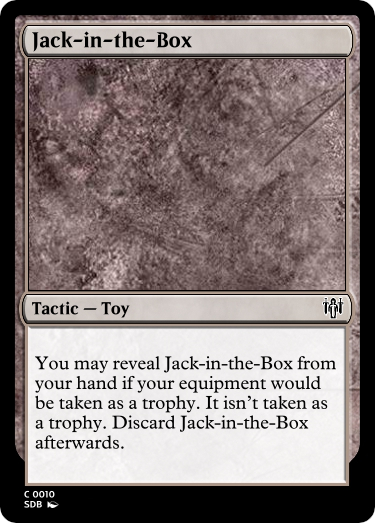 Jack-in-the-Box
Tactic — Toy
You may reveal Jack-in-the-Box from
your hand if your equipment would
be taken as a trophy. It isn't taken as
a trophy. Discard Jack-in-the-Box
afterwards.
C 0010
SDB